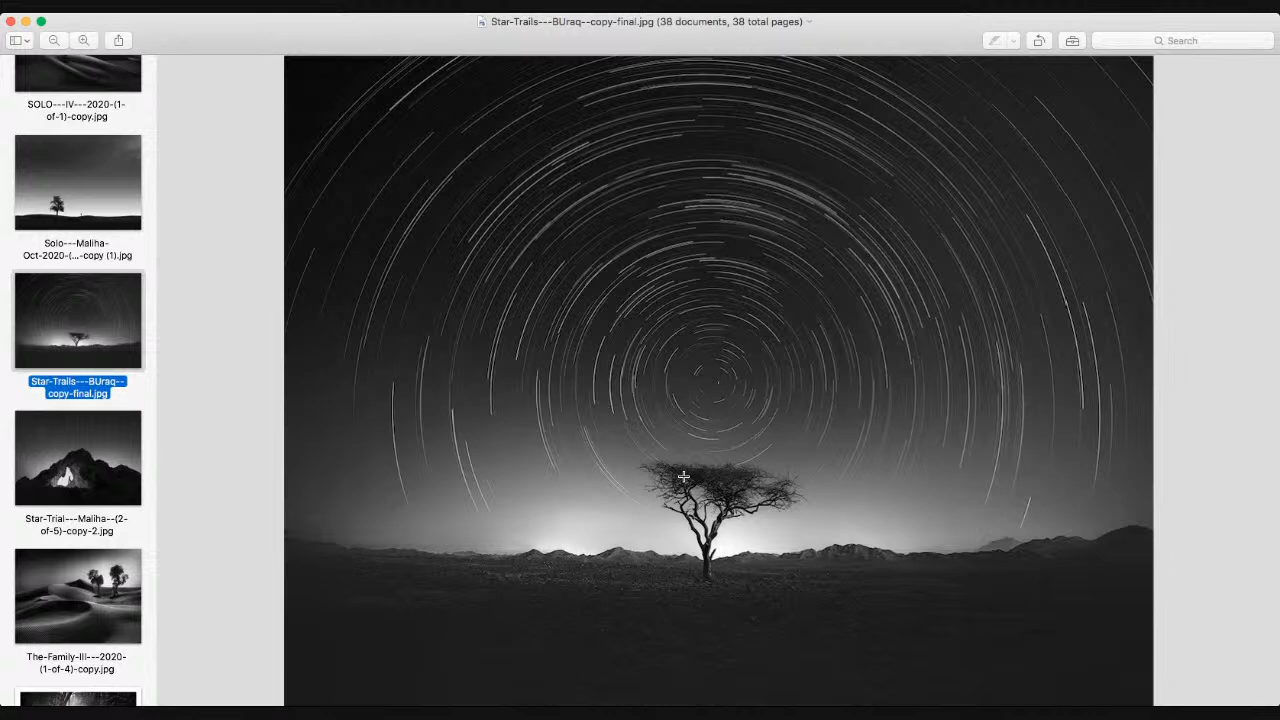 Star-Trails---BUraq--copy-final.jpg (38 documents, 38 total pages)
Search
SOLO---IV---2020-(1-
of-1)-copy.jpg
Solo---Maliha-
Oct-2020-(...-copy (1).jpg
Star-Trails---BUraq--
copy-final.jpg
Star-Trial---Maliha--(2-
of-5)-copy-2.jpg
The-Family-III---2020-
(1-of-4)-copy.jpg